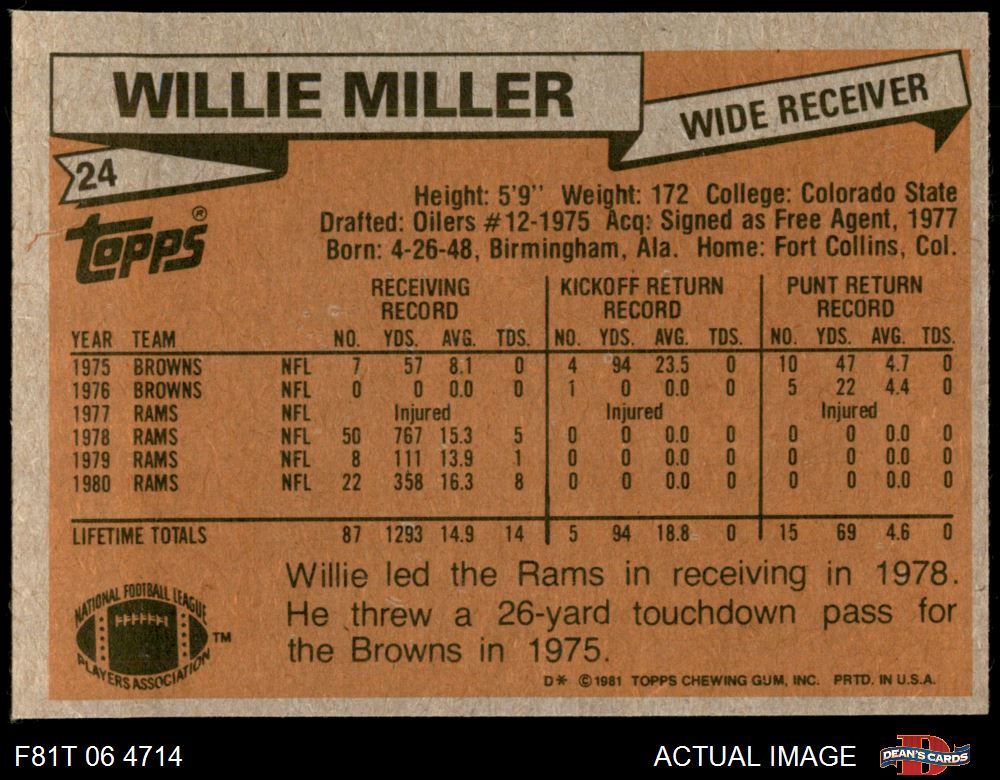 WILLIE MILLER
WIDE RECEIVER
24
Topps®
Height: 5'9'' Weight: 172 College: Colorado State
Drafted: Oilers #12-1975 Acq: Signed as Free Agent, 1977
Born: 4-26-48, Birmingham, Ala. Home: Fort Collins, Col.
RECEIVING RECORD KICKOFF RETURN RECORD PUNT RETURN RECORD
YEAR TEAM NO. YDS. AVG. TDS. NO. YDS. AVG. TDS. NO. YDS. AVG. TDS.
1975 BROWNS NFL 7 57 8.1 0 4 94 23.5 0 10 47 4.7 0
1976 BROWNS NFL 0 0 0.0 0 1 0 0.0 0 5 22 4.4 0
1977 RAMS NFL Injured Injured Injured
1978 RAMS NFL 50 767 15.3 5 0 0 0.0 0 0 0 0.0 0
1979 RAMS NFL 8 111 13.9 1 0 0 0.0 0 0 0 0.0 0
1980 RAMS NFL 22 358 16.3 8 0 0 0.0 0 0 0 0.0 0
LIFETIME TOTALS 87 1293 14.9 14 5 94 18.8 0 15 69 4.6 0
Willie led the Rams in receiving in 1978.
He threw a 26-yard touchdown pass for
the Browns in 1975.
NATIONAL FOOTBALL LEAGUE
PLAYERS ASSOCIATION
TM
D* ©1981 TOPPS CHEWING GUM, INC. PRTD. IN U.S.A.
F81T 06 4714
ACTUAL IMAGE
DEAN'S CARDS